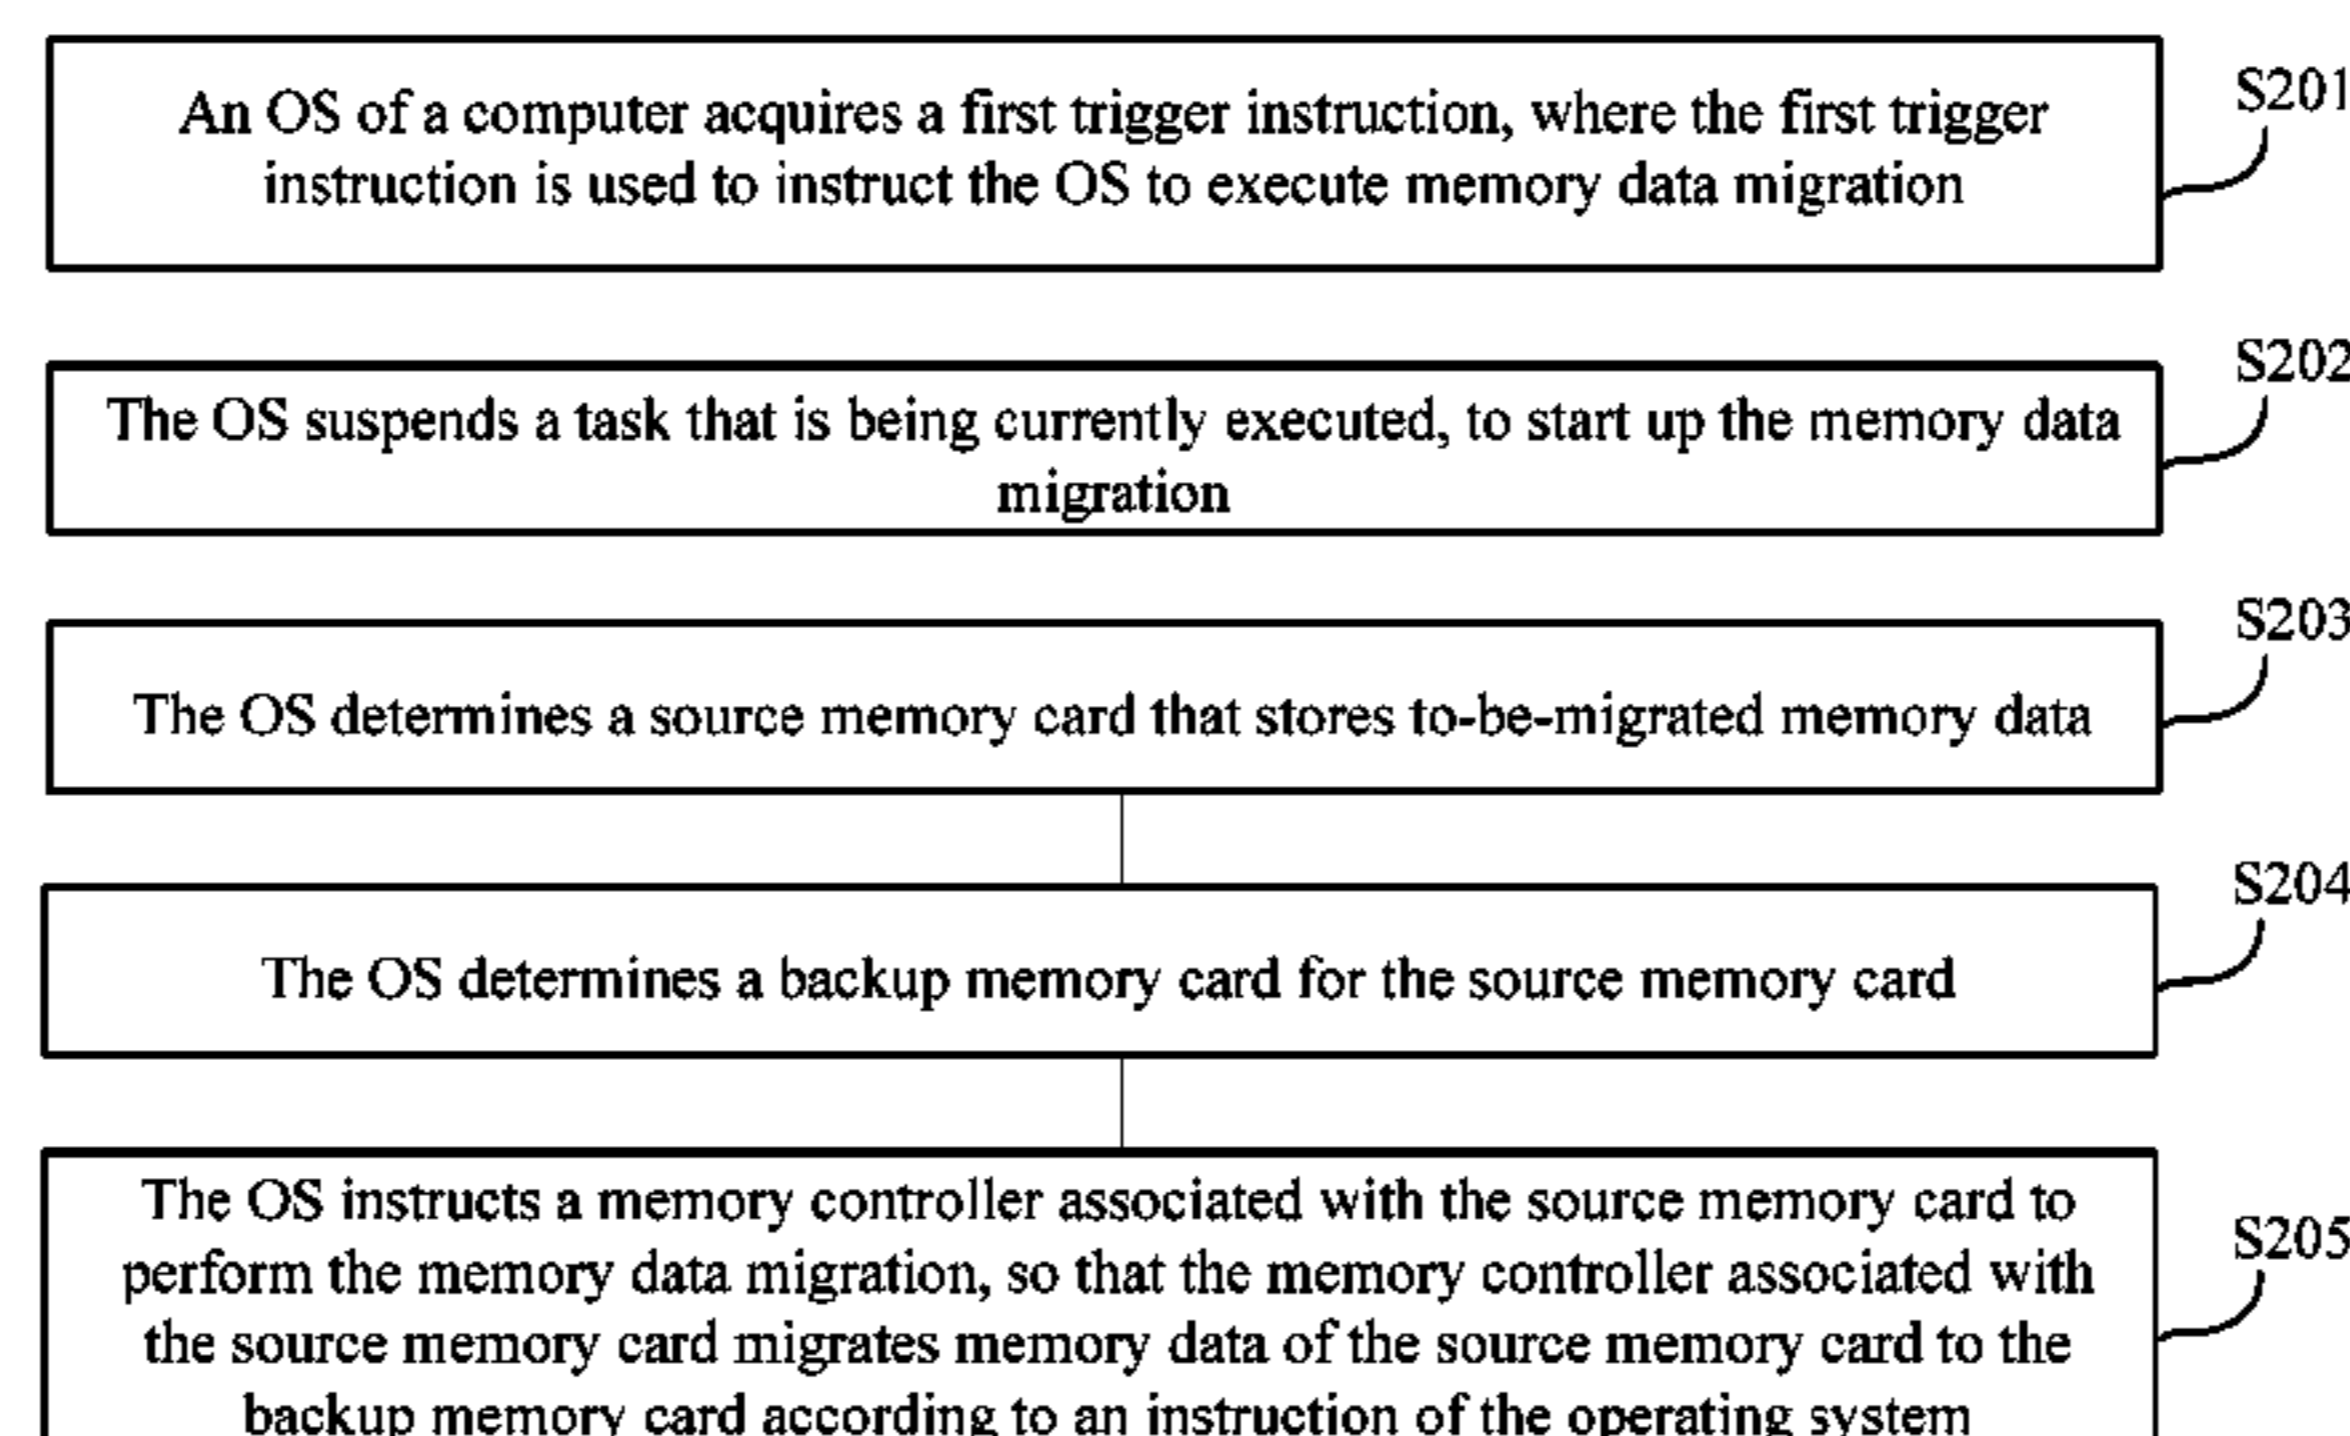 An OS of a computer acquires a first trigger instruction, where the first trigger
instruction is used to instruct the OS to execute memory data migration
S201
The OS suspends a task that is being currently executed, to start up the memory data
migration
S202
The OS determines a source memory card that stores to-be-migrated memory data
S203
The OS determines a backup memory card for the source memory card
S204
The OS instructs a memory controller associated with the source memory card to
perform the memory data migration, so that the memory controller associated with
the source memory card migrates memory data of the source memory card to the
backup memory card according to an instruction of the operating system
S205